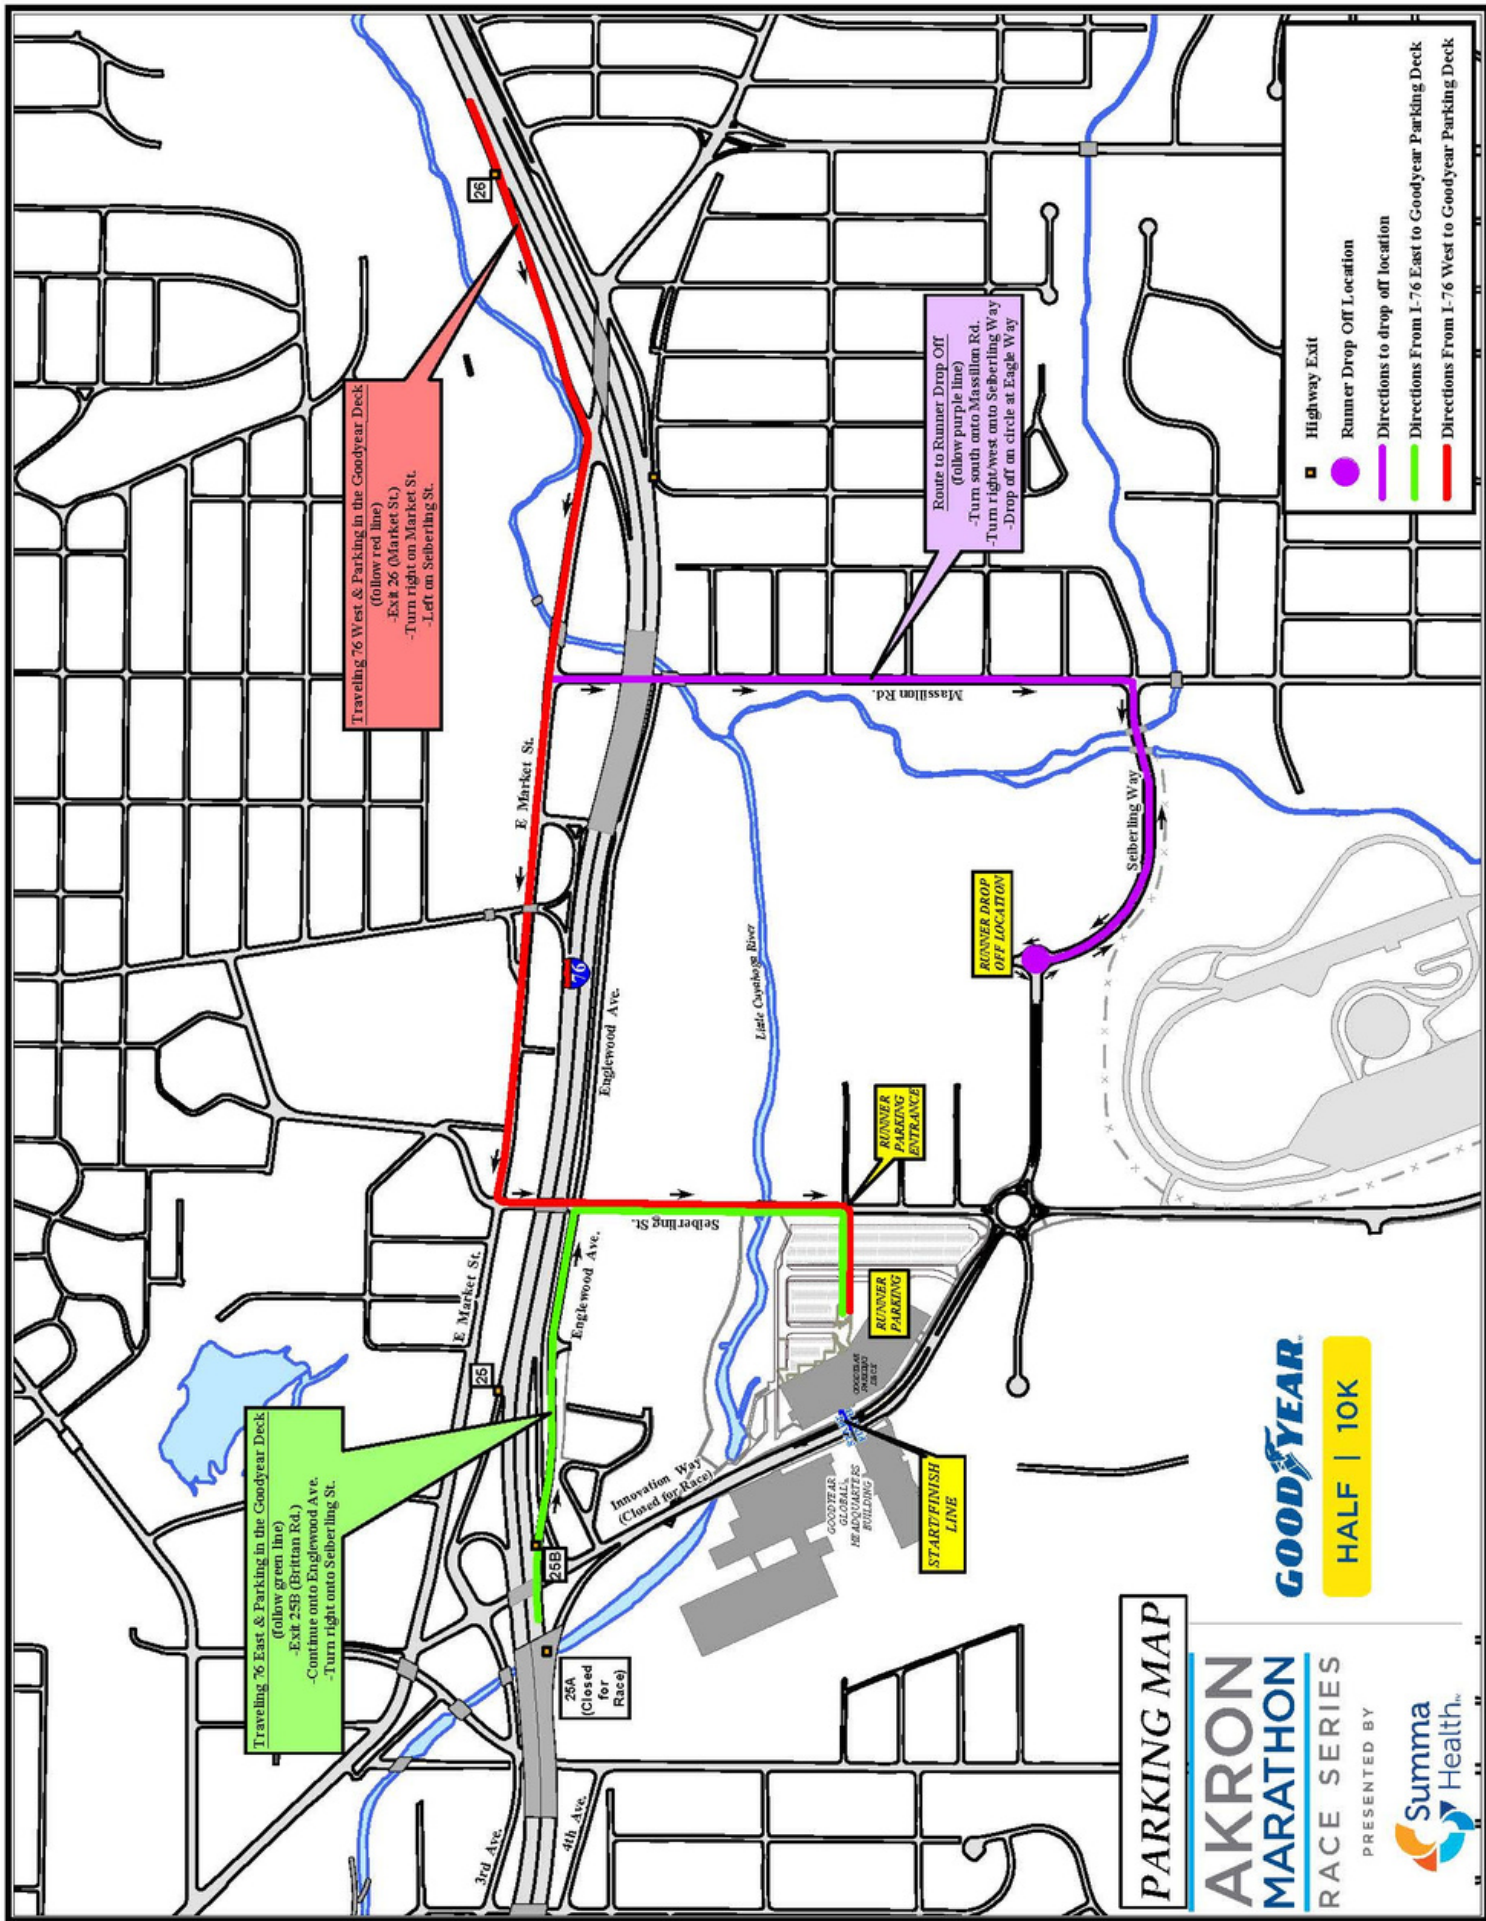 Traveling 76 East & Parking in the Goodyear Deck
(follow green line)
-Exit 25B (Brittan Rd.)
-Continue onto Englewood Ave.
-Turn right onto Seiberling St.
Traveling 76 West & Parking in the Goodyear Deck
(follow red line)
-Exit 26 (Market St.)
-Turn right on Market St.
-Left on Seiberling St.
26
25
25B
25A
(Closed
for
Race)
3rd Ave.
4th Ave.
E Market St.
E Market St.
76
Englewood Ave.
Englewood Ave.
Seiberling St.
Massillon Rd.
Innovation Way
(Closed for Race)
Little Cuyahoga River
Route to Runner Drop Off
(follow purple line)
-Turn south onto Massillon Rd.
-Turn right/west onto Seiberling Way
-Drop off on circle at Eagle Way
Seiberling Way
RUNNER DROP
OFF LOCATION
RUNNER
PARKING
ENTRANCE
RUNNER
PARKING
GOODYEAR
PARKING
DECK
GOODYEAR
GLOBAL
HEADQUARTERS
BUILDING
START/FINISH
LINE
PARKING MAP
AKRON
MARATHON
RACE SERIES
PRESENTED BY
Summa
Health
GOODYEAR
HALF | 10K
Highway Exit
Runner Drop Off Location
Directions to drop off location
Directions From I-76 East to Goodyear Parking Deck
Directions From I-76 West to Goodyear Parking Deck